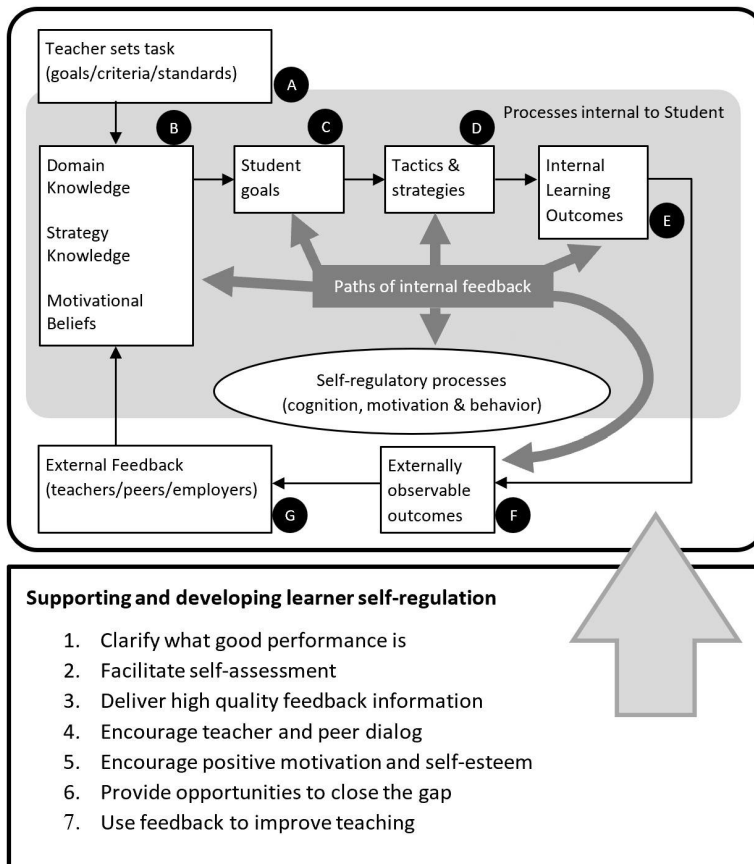 Teacher sets task
(goals/criteria/standards)
A
Processes internal to Student
B
C
D
Domain
Knowledge
Strategy
Knowledge
Motivational
Beliefs
Student
goals
Tactics &
strategies
Internal
Learning
Outcomes
E
Paths of internal feedback
Self-regulatory processes
(cognition, motivation & behavior)
External Feedback
(teachers/peers/employers)
G
Externally
observable
outcomes
F
Supporting and developing learner self-regulation
1. Clarify what good performance is
2. Facilitate self-assessment
3. Deliver high quality feedback information
4. Encourage teacher and peer dialog
5. Encourage positive motivation and self-esteem
6. Provide opportunities to close the gap
7. Use feedback to improve teaching